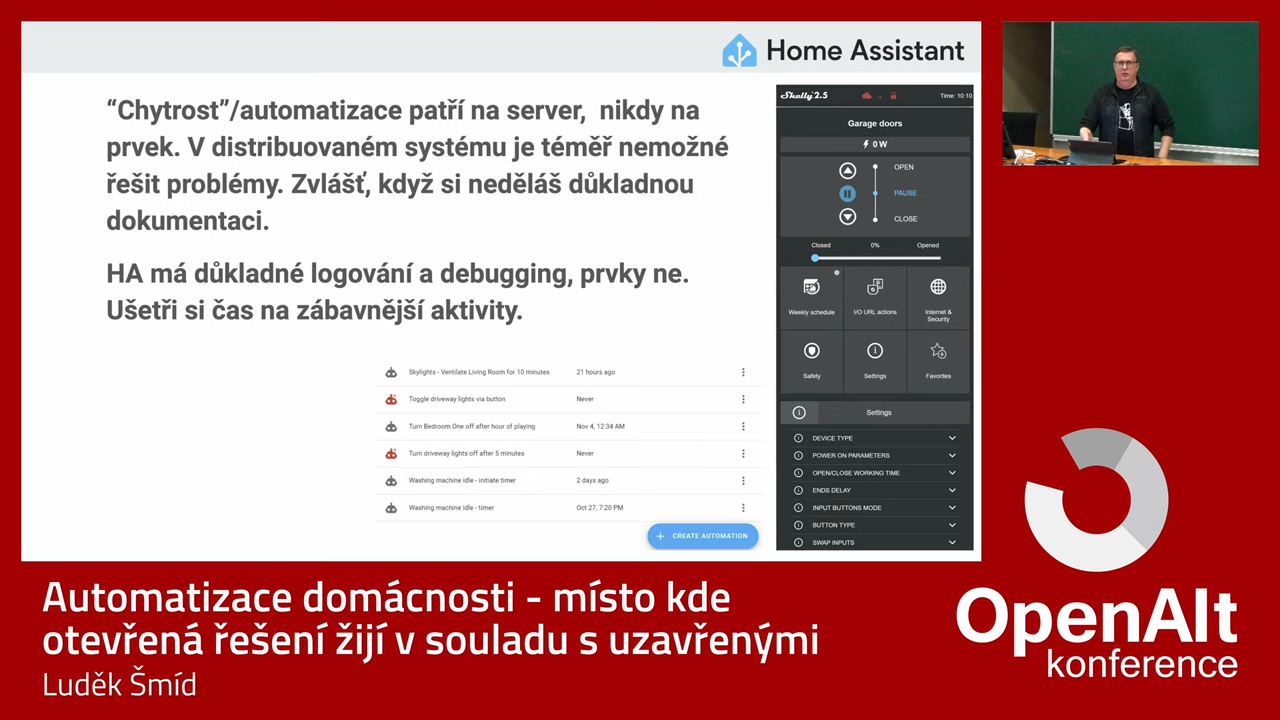 Home Assistant
“Chytrost”/automatizace patří na server, nikdy na
prvek. V distribuovaném systému je téměř nemožné
řešit problémy. Zvlášť, když si neděláš důkladnou
dokumentaci.
HA má důkladné logování a debugging, prvky ne.
Ušetři si čas na zábavnější aktivity.
Skylights - Ventilate Living Room for 10 minutes 21 hours ago
Toggle driveway lights via button Never
Turn Bedroom One off after hour of playing Nov 4, 12:34 AM
Turn driveway lights off after 5 minutes Never
Washing machine idle - initiate timer 2 days ago
Washing machine idle - timer Oct 27, 7:20 PM
+ CREATE AUTOMATION
Shelly 2.5 Time: 10:10
Garage doors
0 W
OPEN
PAUSE
CLOSE
Closed 0% Opened
Weekly schedule I/O URL actions Internet &
Security
Safety Settings Favorites
Settings
DEVICE TYPE
POWER ON PARAMETERS
OPEN/CLOSE WORKING TIME
ENDS DELAY
INPUT BUTTONS MODE
BUTTON TYPE
SWAP INPUTS
Automatizace domácnosti - místo kde
otevřená řešení žijí v souladu s uzavřenými
Luděk Šmíd
OpenAlt
konference